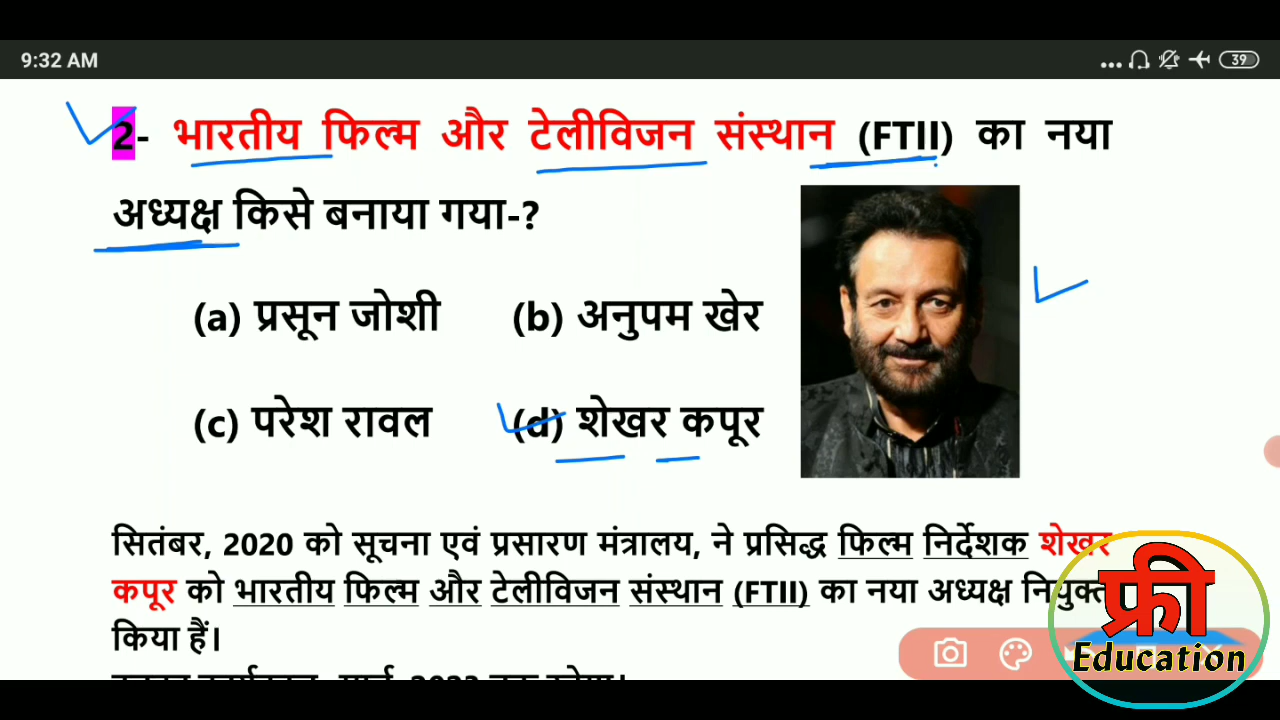 9:32 AM
39
2- भारतीय फिल्म और टेलीविजन संस्थान (FTII) का नया
अध्यक्ष किसे बनाया गया-?
(a) प्रसून जोशी (b) अनुपम खेर
(c) परेश रावल (d) शेखर कपूर
सितंबर, 2020 को सूचना एवं प्रसारण मंत्रालय, ने प्रसिद्ध फिल्म निर्देशक शेखर
कपूर को भारतीय फिल्म और टेलीविजन संस्थान (FTII) का नया अध्यक्ष नियुक्त
किया हैं।
फ्री
Education